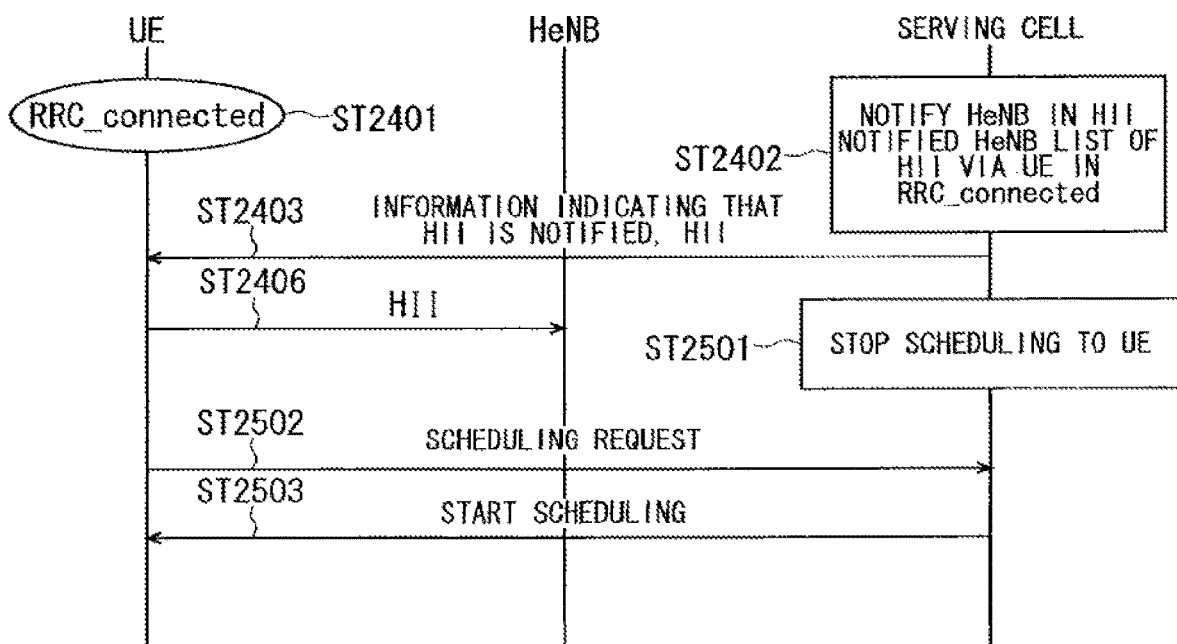 UE
HeNB
SERVING CELL
RRC_connected
ST2401
NOTIFY HeNB IN HII
NOTIFIED HeNB LIST OF
HII VIA UE IN
RRC_connected
ST2402
ST2403
INFORMATION INDICATING THAT
HII IS NOTIFIED, HII
ST2406
HII
STOP SCHEDULING TO UE
ST2501
ST2502
SCHEDULING REQUEST
ST2503
START SCHEDULING